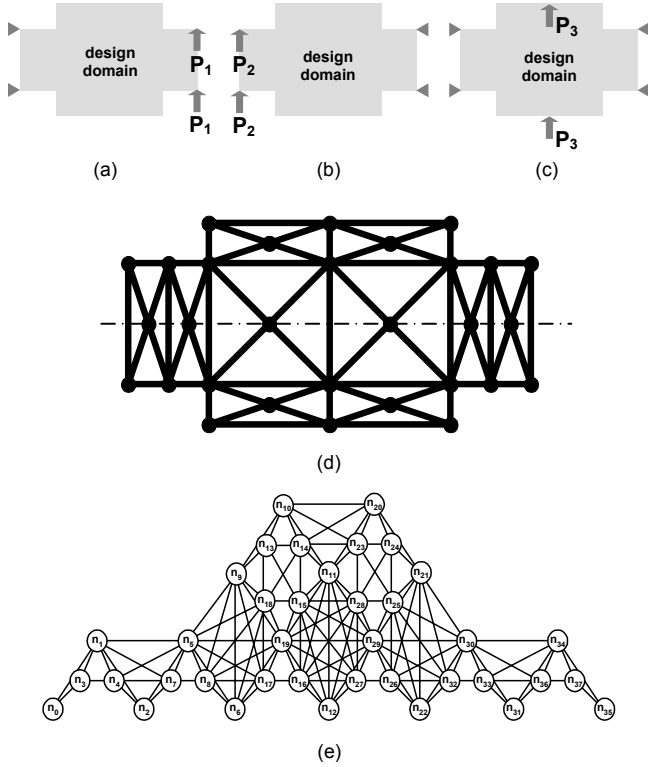 design
domain
P1
P1
(a)
P2
P2
design
domain
(b)
P3
design
domain
P3
(c)
(d)
n10
n20
n13
n14
n23
n24
n9
n11
n21
n18
n15
n28
n25
n1
n5
n19
n29
n30
n34
n3
n4
n7
n8
n17
n16
n27
n26
n32
n33
n36
n37
n0
n2
n6
n12
n22
n31
n35
(e)